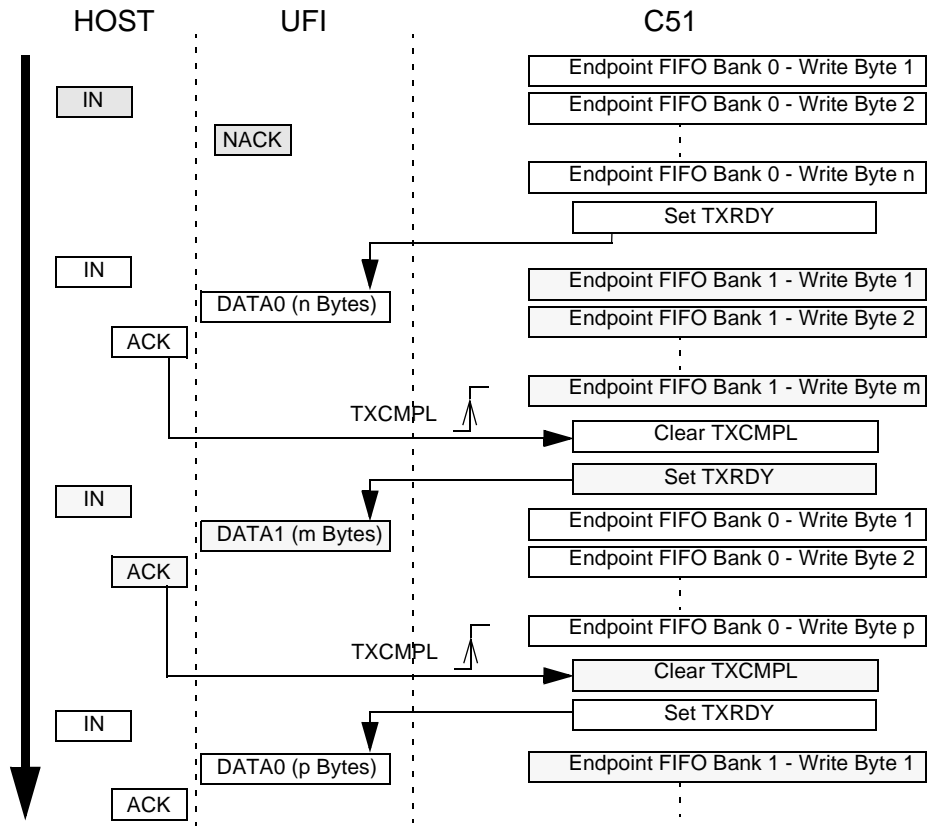 HOST UFI C51
Endpoint FIFO Bank 0 - Write Byte 1
IN
Endpoint FIFO Bank 0 - Write Byte 2
NACK
Endpoint FIFO Bank 0 - Write Byte n
Set TXRDY
IN
Endpoint FIFO Bank 1 - Write Byte 1
DATA0 (n Bytes)
Endpoint FIFO Bank 1 - Write Byte 2
ACK
Endpoint FIFO Bank 1 - Write Byte m
TXCMPL
Clear TXCMPL
Set TXRDY
IN
Endpoint FIFO Bank 0 - Write Byte 1
DATA1 (m Bytes)
Endpoint FIFO Bank 0 - Write Byte 2
ACK
Endpoint FIFO Bank 0 - Write Byte p
TXCMPL
Clear TXCMPL
Set TXRDY
IN
DATA0 (p Bytes)
Endpoint FIFO Bank 1 - Write Byte 1
ACK